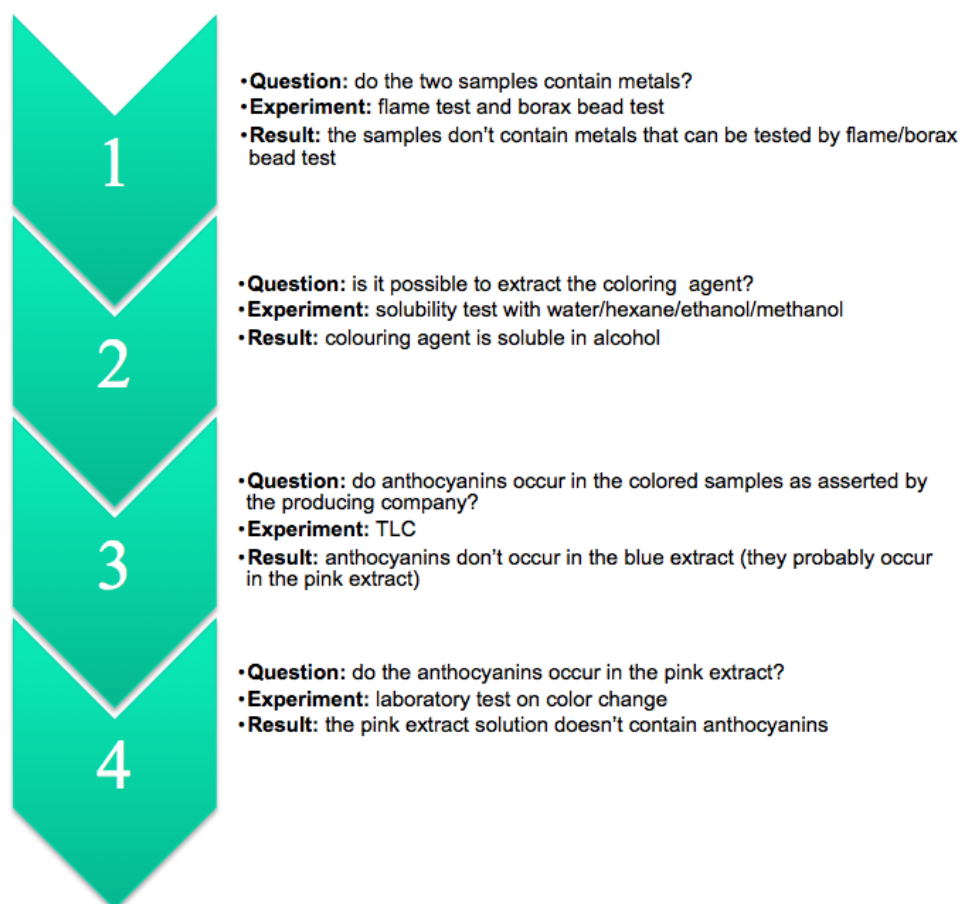 1
•Question: do the two samples contain metals?
•Experiment: flame test and borax bead test
•Result: the samples don't contain metals that can be tested by flame/borax
bead test
2
•Question: is it possible to extract the coloring  agent?
•Experiment: solubility test with water/hexane/ethanol/methanol
•Result: colouring agent is soluble in alcohol
3
•Question: do anthocyanins occur in the colored samples as asserted by
the producing company?
•Experiment: TLC
•Result: anthocyanins don't occur in the blue extract (they probably occur
in the pink extract)
4
•Question: do the anthocyanins occur in the pink extract?
•Experiment: laboratory test on color change
•Result: the pink extract solution doesn't contain anthocyanins